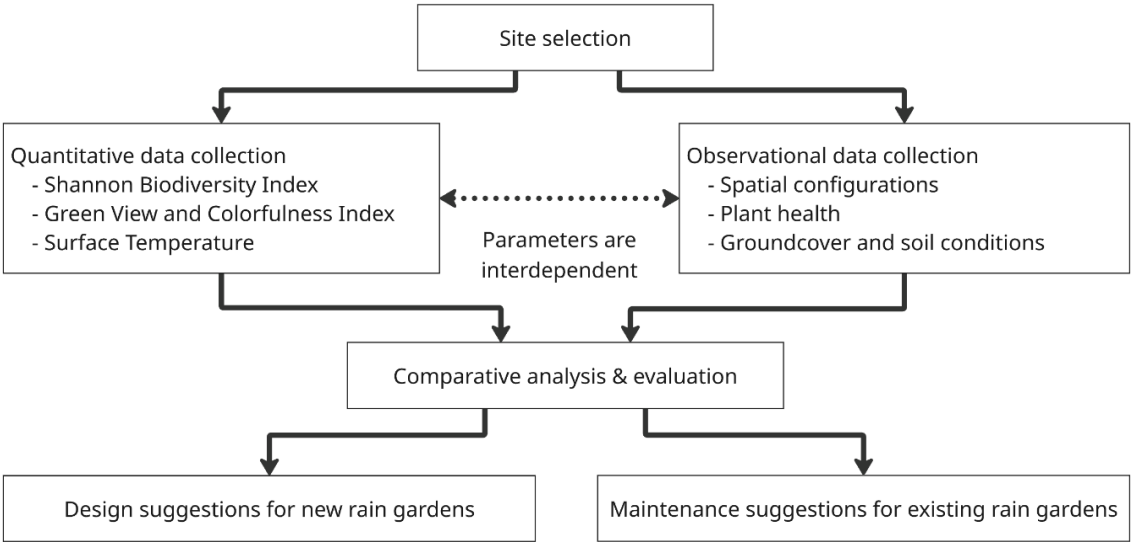 Site selection
Quantitative data collection
- Shannon Biodiversity Index
- Green View and Colorfulness Index
- Surface Temperature
Observational data collection
- Spatial configurations
- Plant health
- Groundcover and soil conditions
Parameters are
interdependent
Comparative analysis & evaluation
Design suggestions for new rain gardens
Maintenance suggestions for existing rain gardens